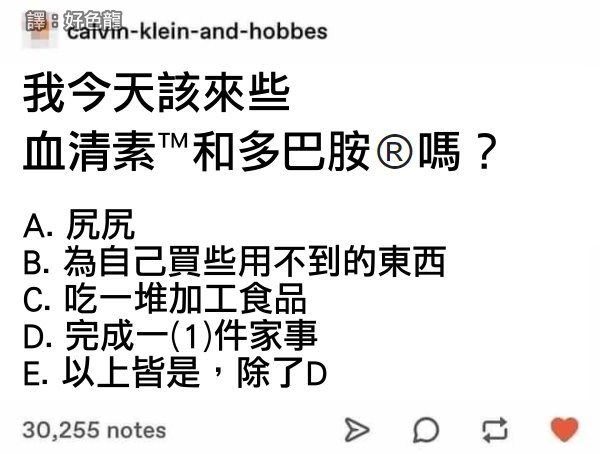 譯：好色龍
calvin-klein-and-hobbes
我今天該來些
血清素™和多巴胺®嗎？
A. 尻尻
B. 為自己買些用不到的東西
C. 吃一堆加工食品
D. 完成一(1)件家事
E. 以上皆是，除了D
30,255 notes